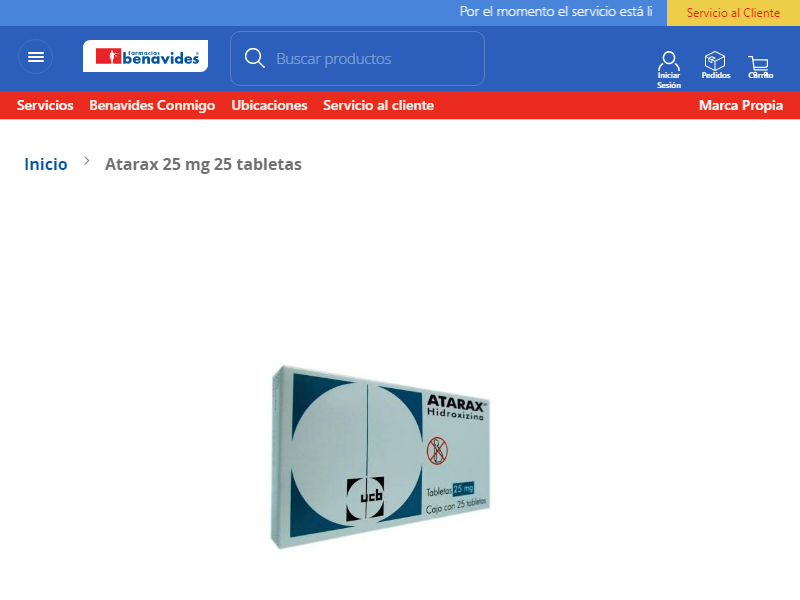 Por el momento el servicio está li
Servicio al Cliente
farmacias
benavides
Buscar productos
Iniciar
Sesión
Pedidos
Carrito
Servicios
Benavides Conmigo
Ubicaciones
Servicio al cliente
Marca Propia
Inicio
Atarax 25 mg 25 tabletas
ATARAX
Hidroxizina
ucb
Tabletas 25 mg
Caja con 25 tabletas